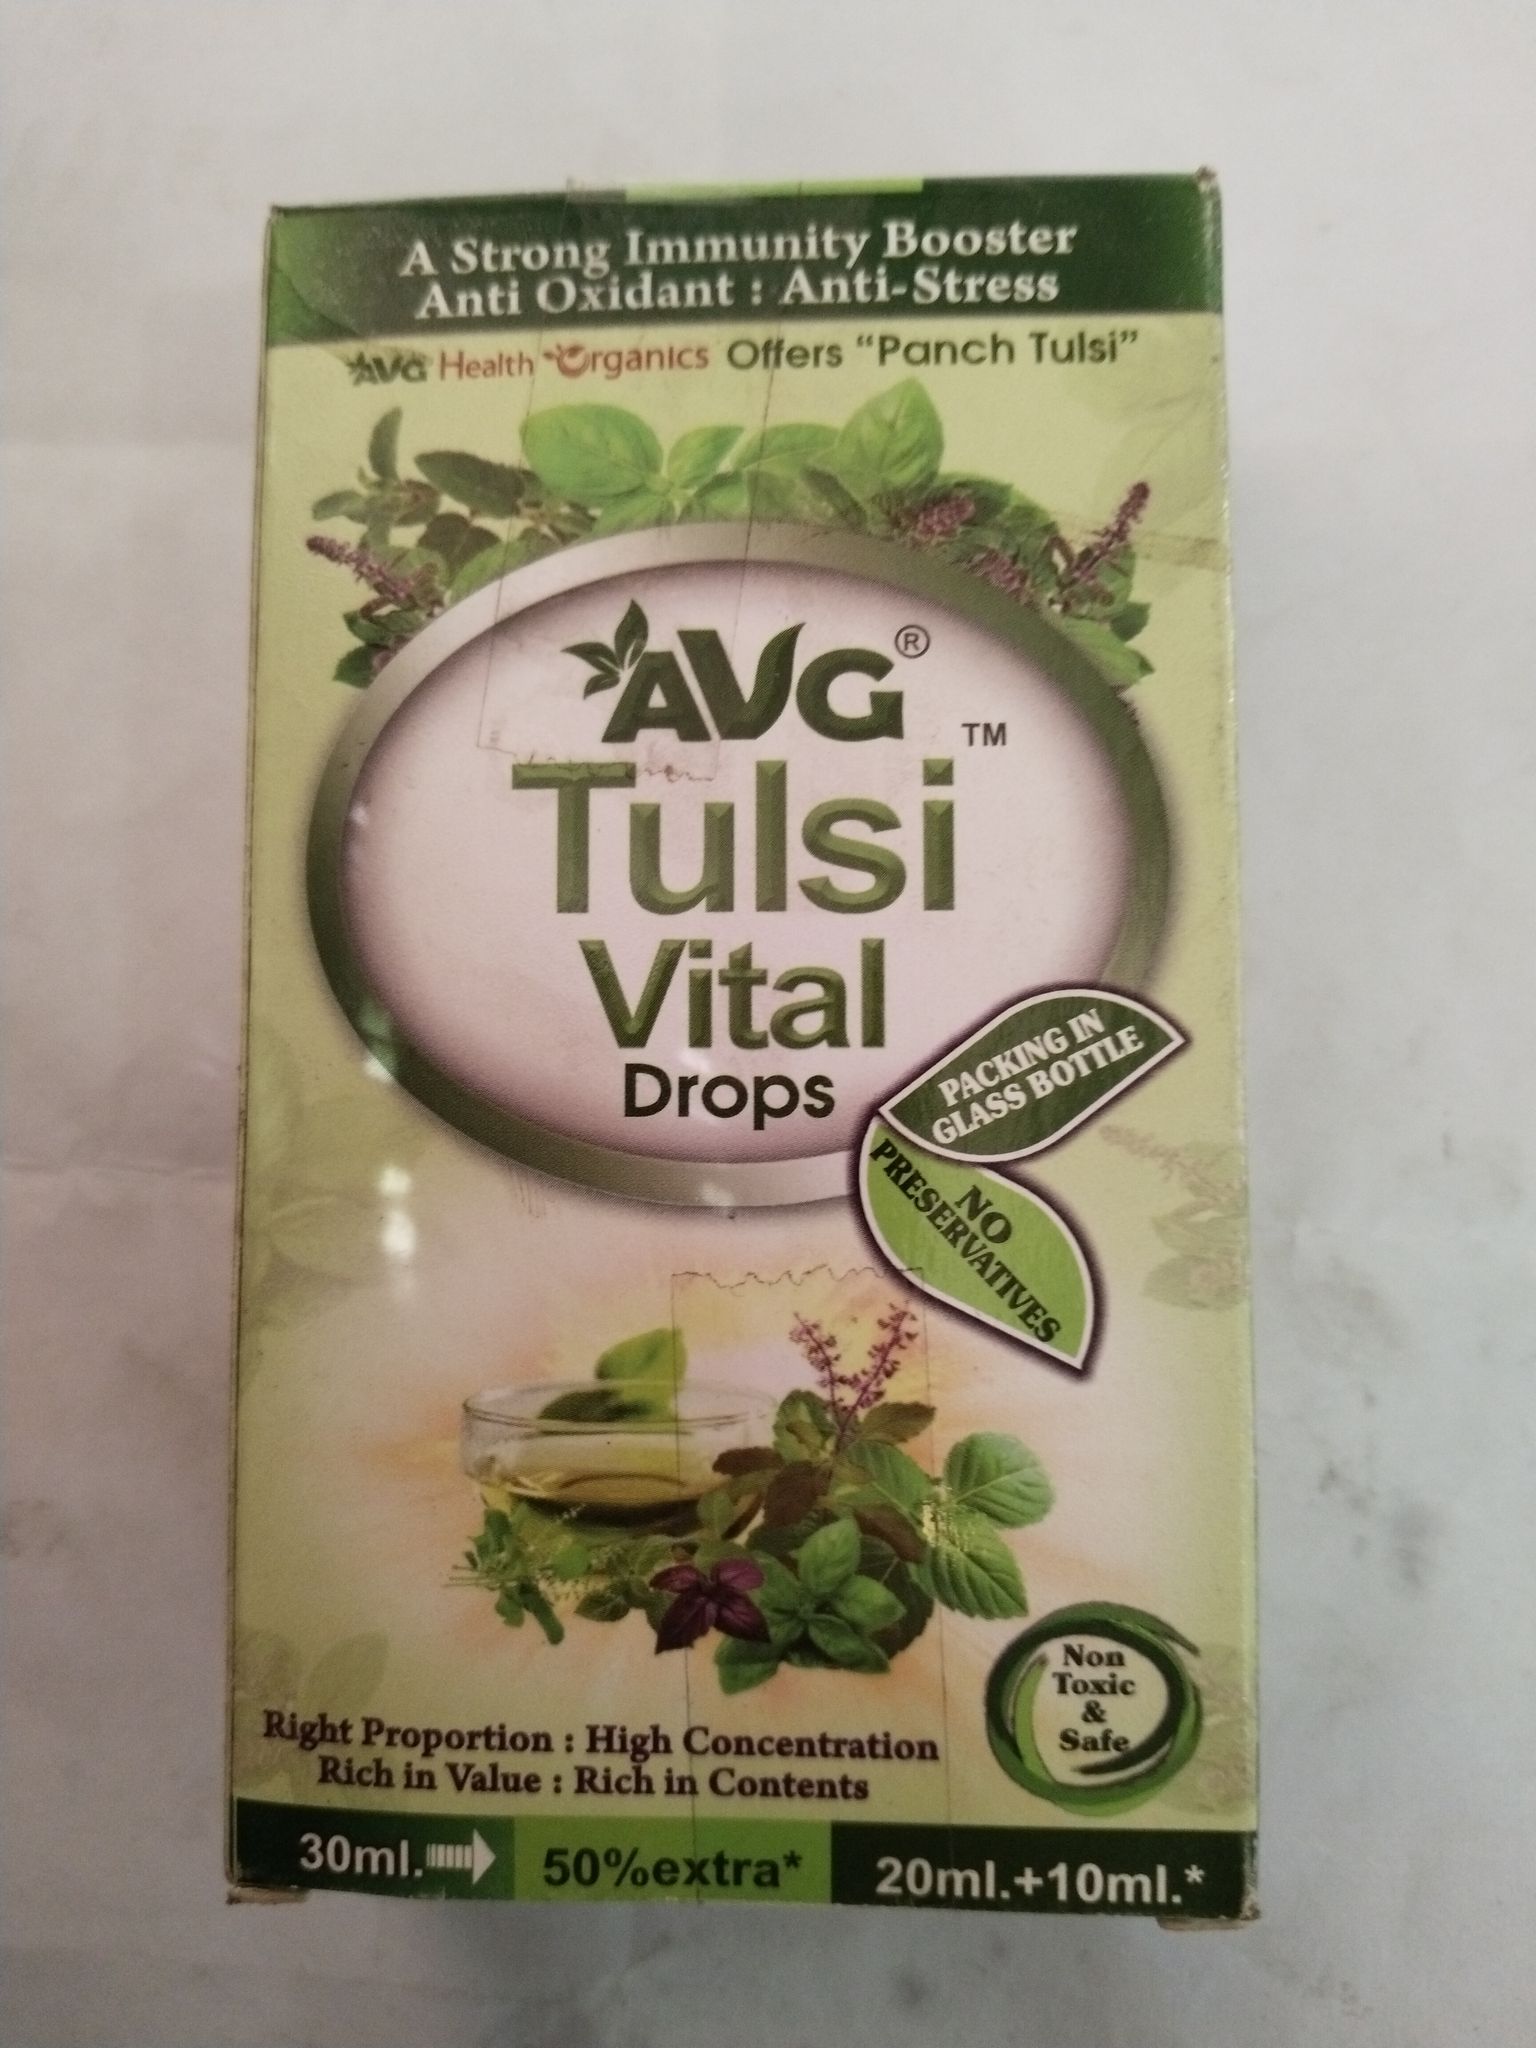 A Strong Immunity Booster
Anti Oxidant : Anti-Stress
AVG Health Organics Offers "Panch Tulsi"
AVG®
Tulsi™
Vital
Drops
PACKING IN
GLASS BOTTLE
NO
PRESERVATIVES
Non
Toxic
&
Safe
Right Proportion : High Concentration
Rich in Value : Rich in Contents
30ml. 50%extra* 20ml.+10ml.*